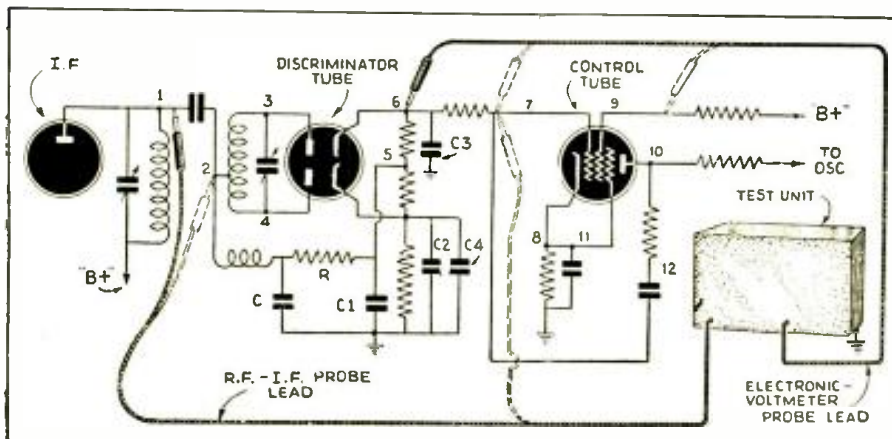 I.F.
DISCRIMINATOR
TUBE
CONTROL
TUBE
1
2
3
4
5
6
7
8
9
10
11
12
C3
C2
C4
R
C
C1
"B+"
"B+"
TO
OSC
TEST UNIT
R.F.-I.F. PROBE
LEAD
ELECTRONIC-
VOLTMETER
PROBE LEAD